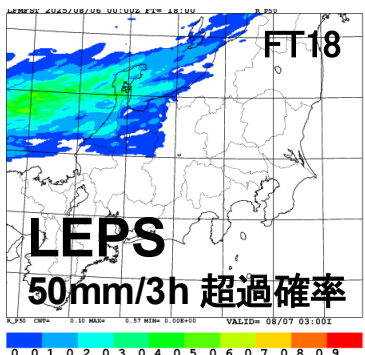 LFMPST 2025/08/06 00:00Z FT= 18:00 R_P50
FT18
LEPS
50mm/3h 超過確率
R_P50 CNT= 0.10 MAX= 0.57 MIN= 0.00E+00 VALID= 08/07 03:00I
0.0 0.1 0.2 0.3 0.4 0.5 0.6 0.7 0.8 0.9